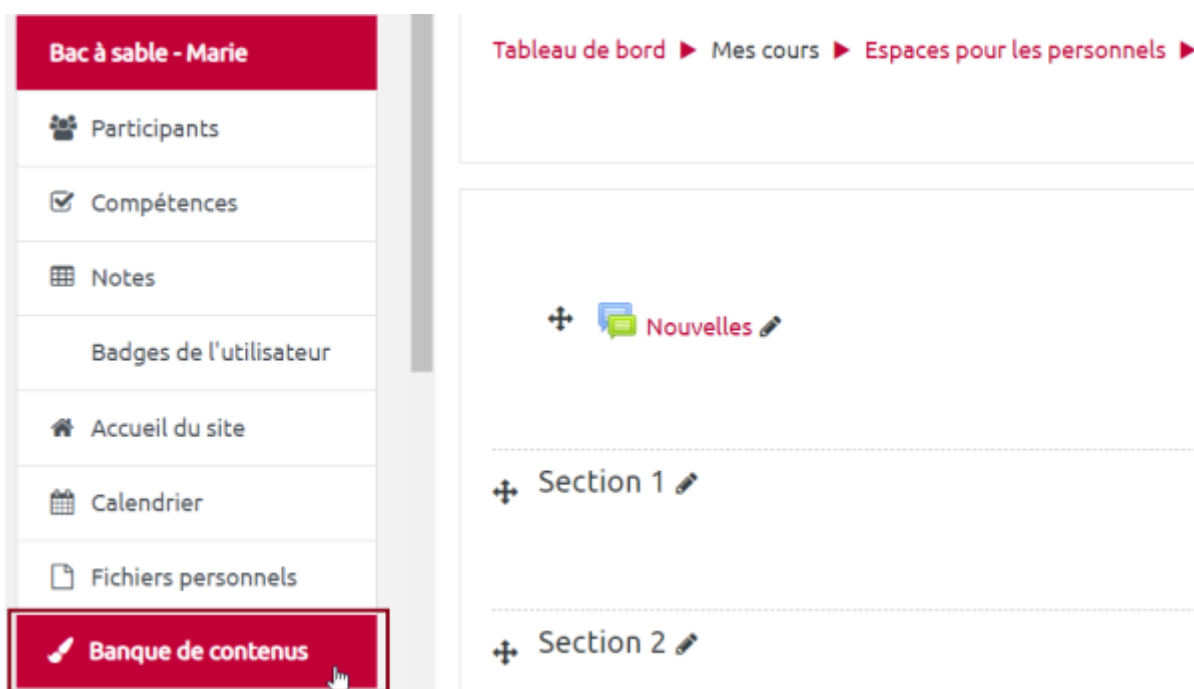 Bac à sable - Marie
Participants
Compétences
Notes
Badges de l'utilisateur
Accueil du site
Calendrier
Fichiers personnels
Banque de contenus
Tableau de bord ▶ Mes cours ▶ Espaces pour les personnels ▶
Nouvelles
Section 1
Section 2